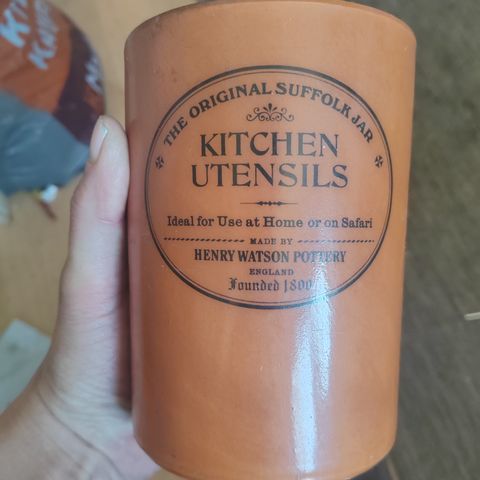 THE ORIGINAL SUFFOLK JAR
KITCHEN
UTENSILS
Ideal for Use at Home or on Safari
MADE BY
HENRY WATSON POTTERY
ENGLAND
Founded 1800